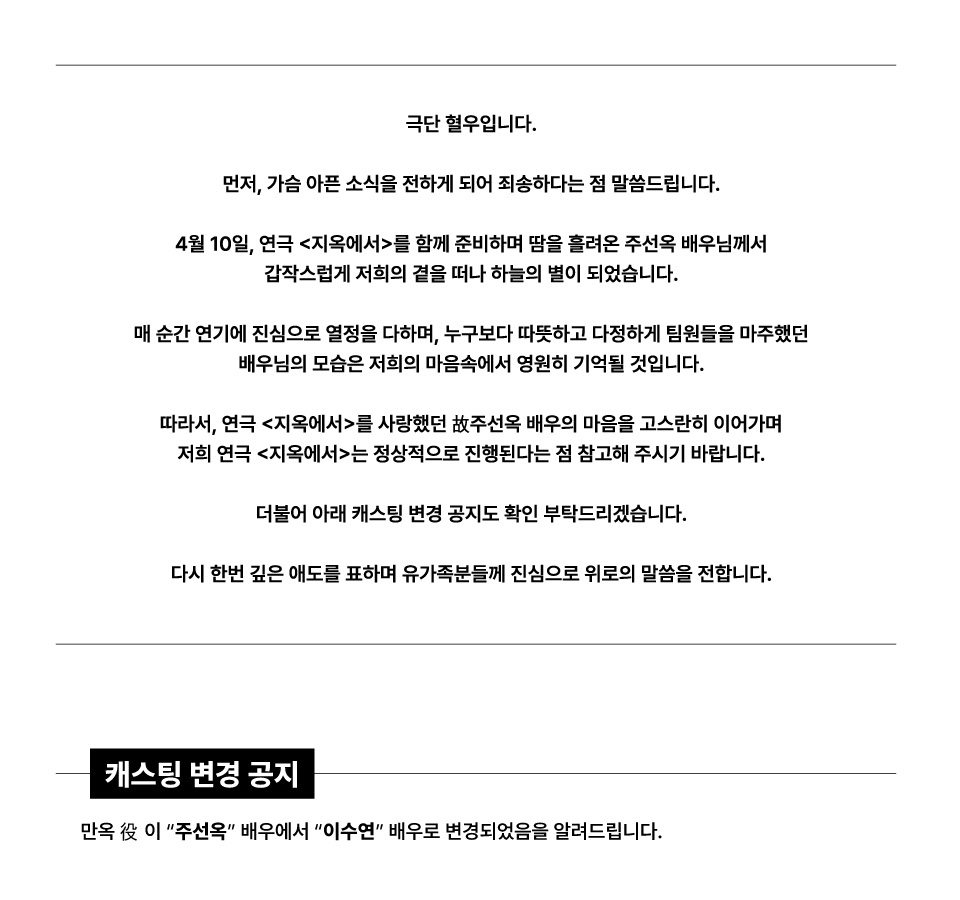 극단 혈우입니다.
먼저, 가슴 아픈 소식을 전하게 되어 죄송하다는 점 말씀드립니다.
4월 10일, 연극 <지옥에서>를 함께 준비하며 땀을 흘려온 주선옥 배우님께서
갑작스럽게 저희의 곁을 떠나 하늘의 별이 되었습니다.
매 순간 연기에 진심으로 열정을 다하며, 누구보다 따뜻하고 다정하게 팀원들을 마주했던
배우님의 모습은 저희의 마음속에서 영원히 기억될 것입니다.
따라서, 연극 <지옥에서>를 사랑했던 故주선옥 배우의 마음을 고스란히 이어가며
저희 연극 <지옥에서>는 정상적으로 진행된다는 점 참고해 주시기 바랍니다.
더불어 아래 캐스팅 변경 공지도 확인 부탁드리겠습니다.
다시 한번 깊은 애도를 표하며 유가족분들께 진심으로 위로의 말씀을 전합니다.
캐스팅 변경 공지
만옥 役 이 “주선옥” 배우에서 “이수연” 배우로 변경되었음을 알려드립니다.